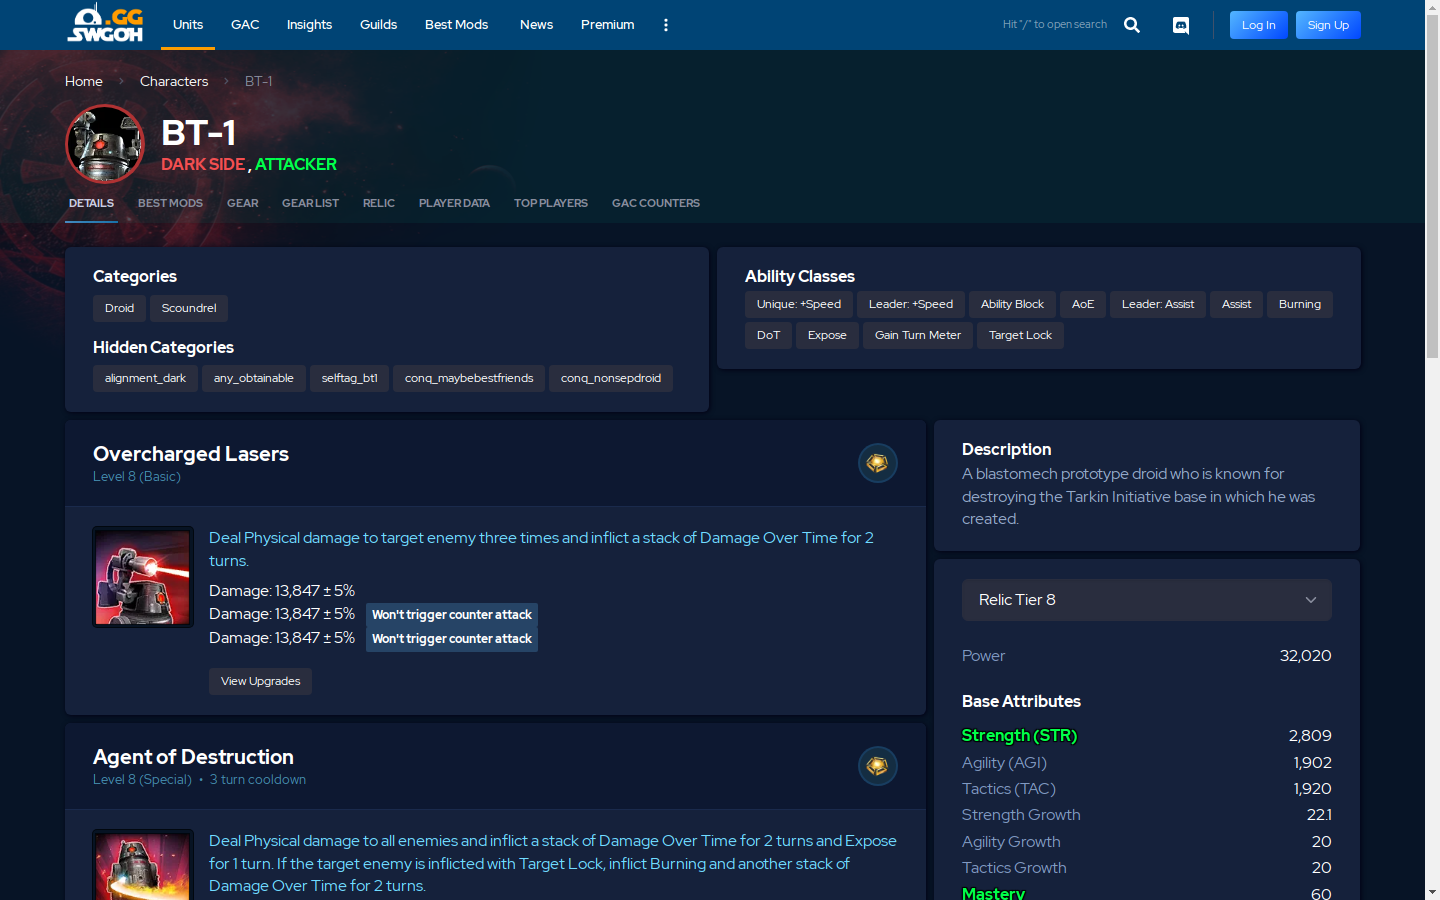 .GG
SWGOH
Units
GAC
Insights
Guilds
Best Mods
News
Premium
Hit "/" to open search
Log In
Sign Up
Home
Characters
BT-1
BT-1
DARK SIDE , ATTACKER
DETAILS
BEST MODS
GEAR
GEAR LIST
RELIC
PLAYER DATA
TOP PLAYERS
GAC COUNTERS
Categories
Droid
Scoundrel
Hidden Categories
alignment_dark
any_obtainable
selftag_bt1
conq_maybebestfriends
conq_nonsepdroid
Ability Classes
Unique: +Speed
Leader: +Speed
Ability Block
AoE
Leader: Assist
Assist
Burning
DoT
Expose
Gain Turn Meter
Target Lock
Overcharged Lasers
Level 8 (Basic)
Deal Physical damage to target enemy three times and inflict a stack of Damage Over Time for 2
turns.
Damage: 13,847 ± 5%
Damage: 13,847 ± 5% Won't trigger counter attack
Damage: 13,847 ± 5% Won't trigger counter attack
View Upgrades
Agent of Destruction
Level 8 (Special) • 3 turn cooldown
Deal Physical damage to all enemies and inflict a stack of Damage Over Time for 2 turns and Expose
for 1 turn. If the target enemy is inflicted with Target Lock, inflict Burning and another stack of
Damage Over Time for 2 turns.
Description
A blastomech prototype droid who is known for
destroying the Tarkin Initiative base in which he was
created.
Relic Tier 8
Power 32,020
Base Attributes
Strength (STR) 2,809
Agility (AGI) 1,902
Tactics (TAC) 1,920
Strength Growth 22.1
Agility Growth 20
Tactics Growth 20
Mastery 60